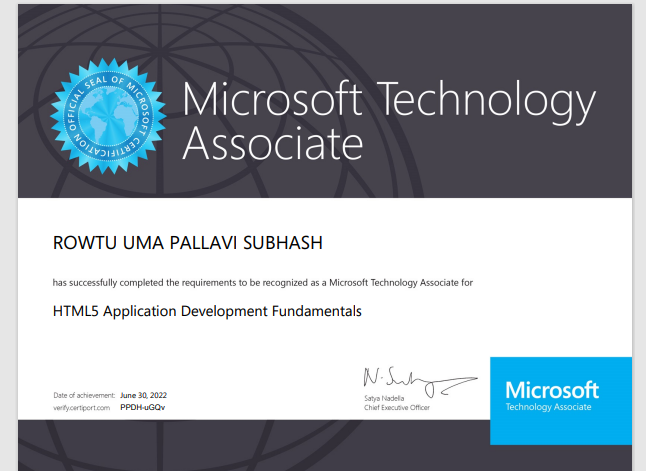 OFFICIAL SEAL OF MICROSOFT CERTIFICATION
Microsoft Technology
Associate
ROWTU UMA PALLAVI SUBHASH
has successfully completed the requirements to be recognized as a Microsoft Technology Associate for
HTML5 Application Development Fundamentals
Date of achievement: June 30, 2022
verify.certiport.com PPDH-uGQv
Satya Nadella
Chief Executive Officer
Microsoft
Technology Associate